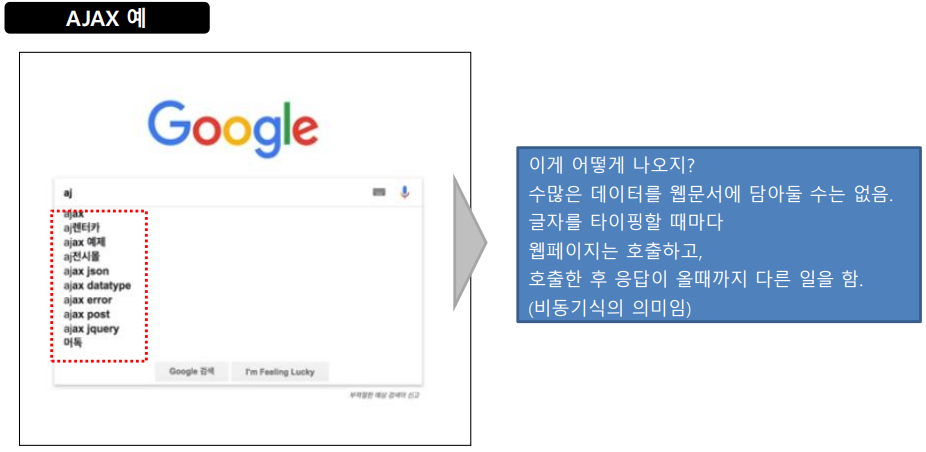 AJAX 예
Google
aj
ajax
aj렌터카
ajax 예제
aj전시몰
ajax json
ajax datatype
ajax error
ajax post
ajax jquery
머독
Google 검색 I'm Feeling Lucky
부적절한 예상 검색어 신고
이게 어떻게 나오지?
수많은 데이터를 웹문서에 담아둘 수는 없음.
글자를 타이핑할 때마다
웹페이지는 호출하고,
호출한 후 응답이 올때까지 다른 일을 함.
(비동기식의 의미임)